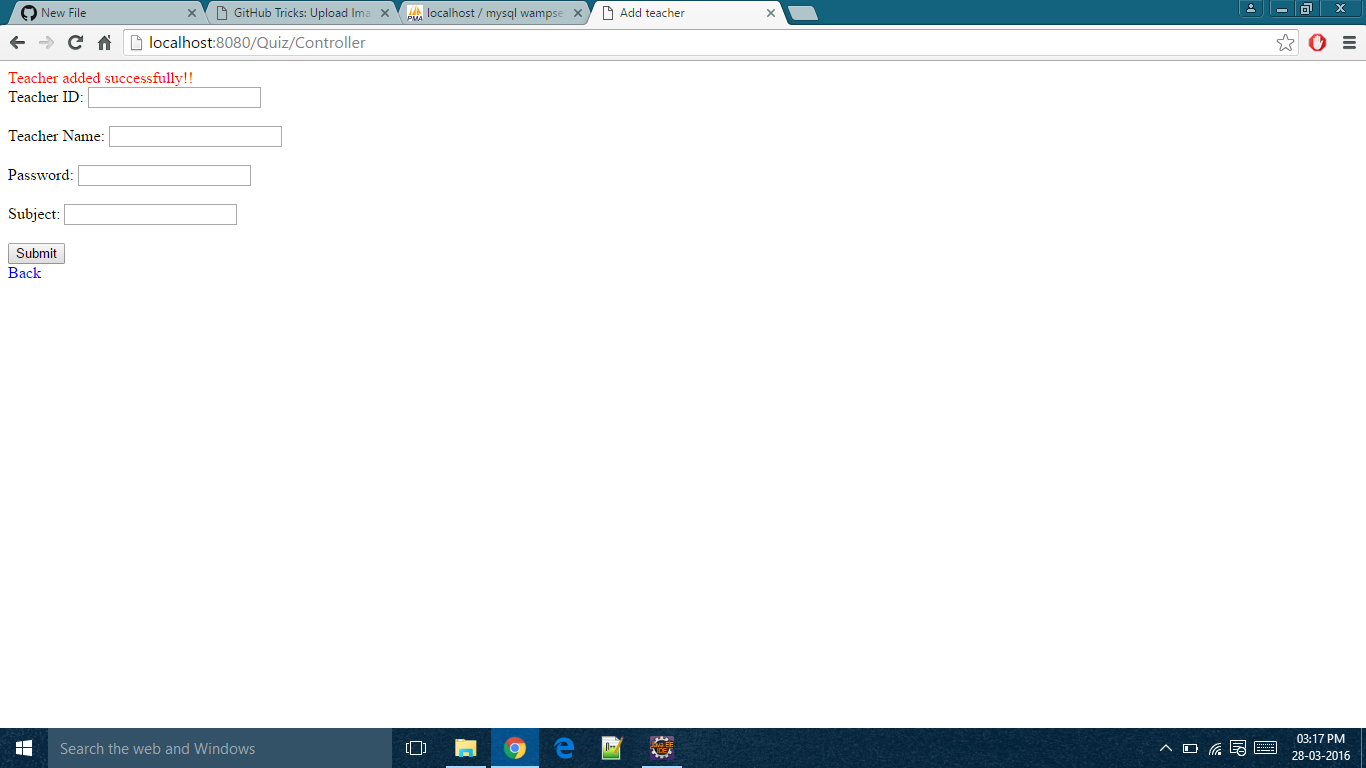 New File
GitHub Tricks: Upload Ima
localhost / mysql wampse
Add teacher
localhost:8080/Quiz/Controller
Teacher added successfully!!
Teacher ID:
Teacher Name:
Password:
Subject:
Submit
Back
Search the web and Windows
03:17 PM
28-03-2016